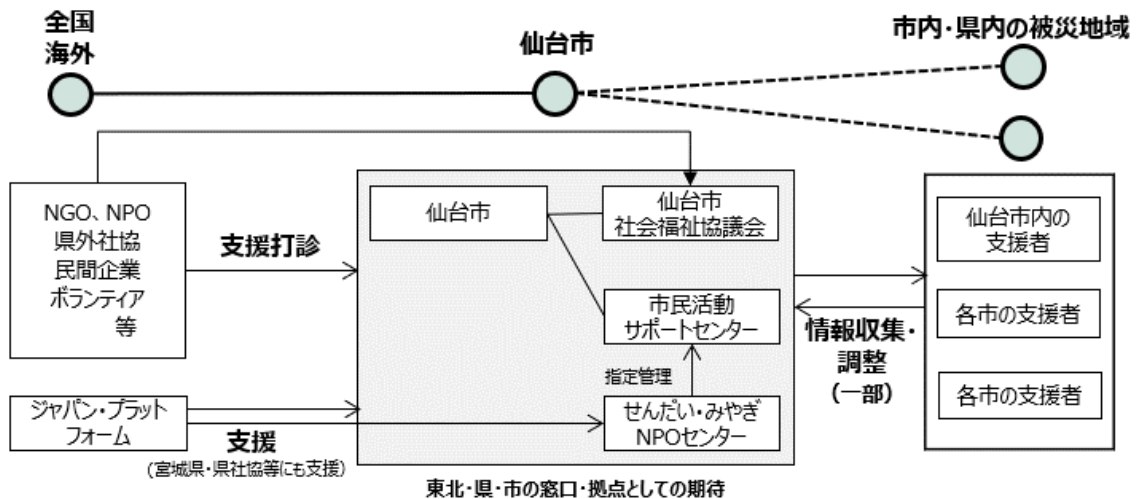 全国
海外
仙台市
市内・県内の被災地域
NGO、NPO
県外社協
民間企業
ボランティア
等
支援打診
仙台市
仙台市
社会福祉協議会
市民活動
サポートセンター
指定管理
せんだい・みやぎ
NPOセンター
ジャパン・プラット
フォーム
支援
(宮城県・県社協等にも支援)
情報収集・
調整
(一部)
仙台市内の
支援者
各市の支援者
各市の支援者
東北・県・市の窓口・拠点としての期待